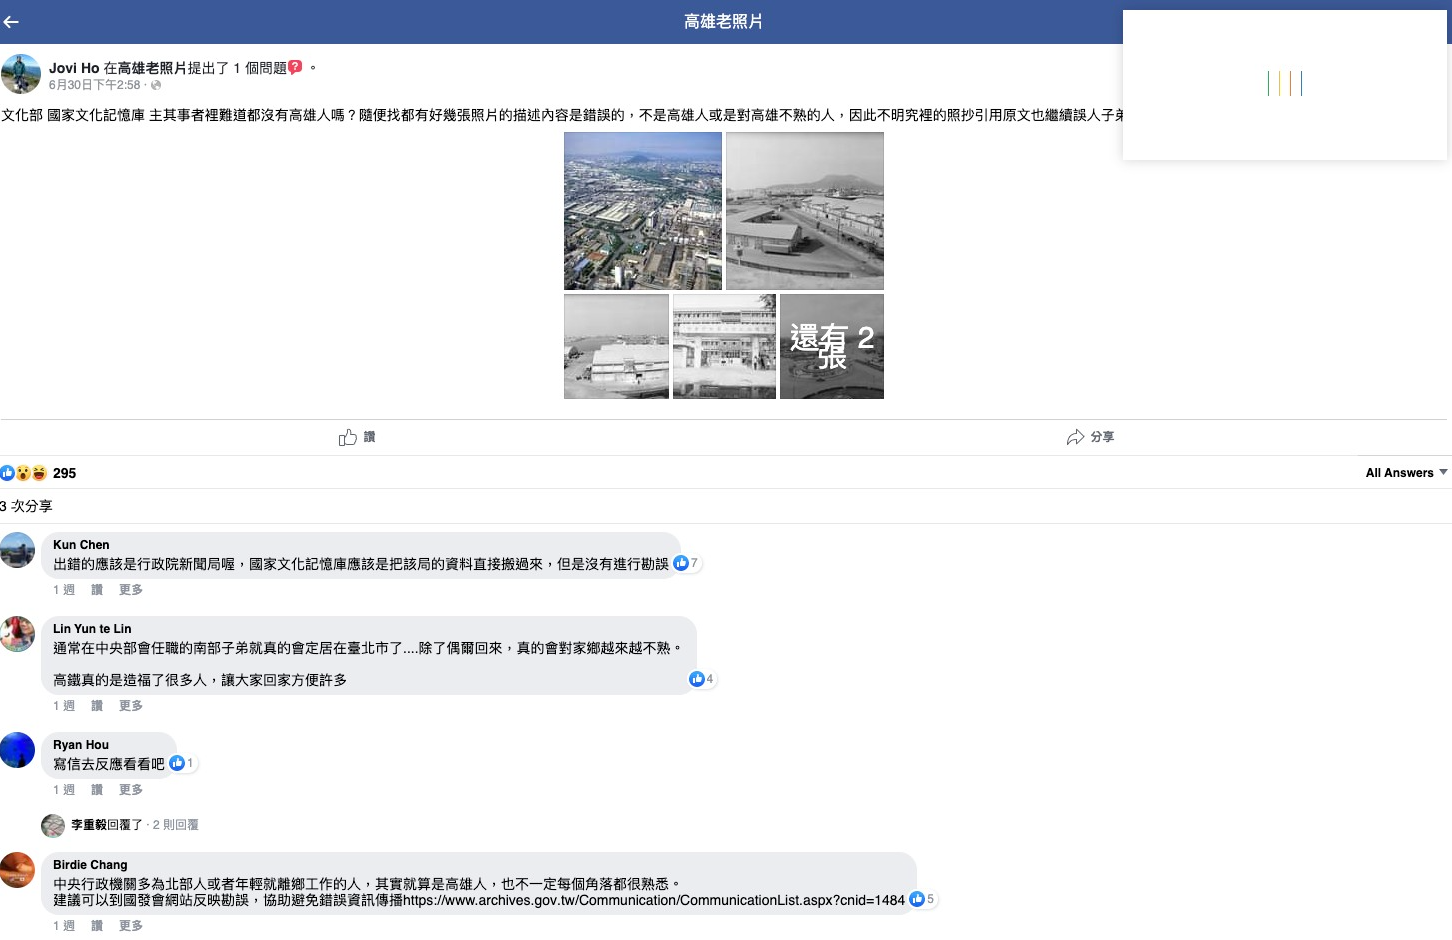 高雄老照片
Jovi Ho 在高雄老照片提出了 1 個問題 。
6月30日下午2:58 ·
文化部 國家文化記憶庫 主其事者裡難道都沒有高雄人嗎？隨便找都有好幾張照片的描述內容是錯誤的，不是高雄人或是對高雄不熟的人，因此不明究裡的照抄引用原文也繼續誤人子弟
還有 2
張
讚
分享
295
All Answers
3 次分享
Kun Chen
出錯的應該是行政院新聞局喔，國家文化記憶庫應該是把該局的資料直接搬過來，但是沒有進行勘誤
7
1 週 讚 更多
Lin Yun te Lin
通常在中央部會任職的南部子弟就真的會定居在臺北市了....除了偶爾回來，真的會對家鄉越來越不熟。
高鐵真的是造福了很多人，讓大家回家方便許多
4
1 週 讚 更多
Ryan Hou
寫信去反應看看吧
1
1 週 讚 更多
李重毅回覆了 · 2 則回覆
Birdie Chang
中央行政機關多為北部人或者年輕就離鄉工作的人，其實就算是高雄人，也不一定每個角落都很熟悉。
建議可以到國發會網站反映勘誤，協助避免錯誤資訊傳播https://www.archives.gov.tw/Communication/CommunicationList.aspx?cnid=1484
5
1 週 讚 更多